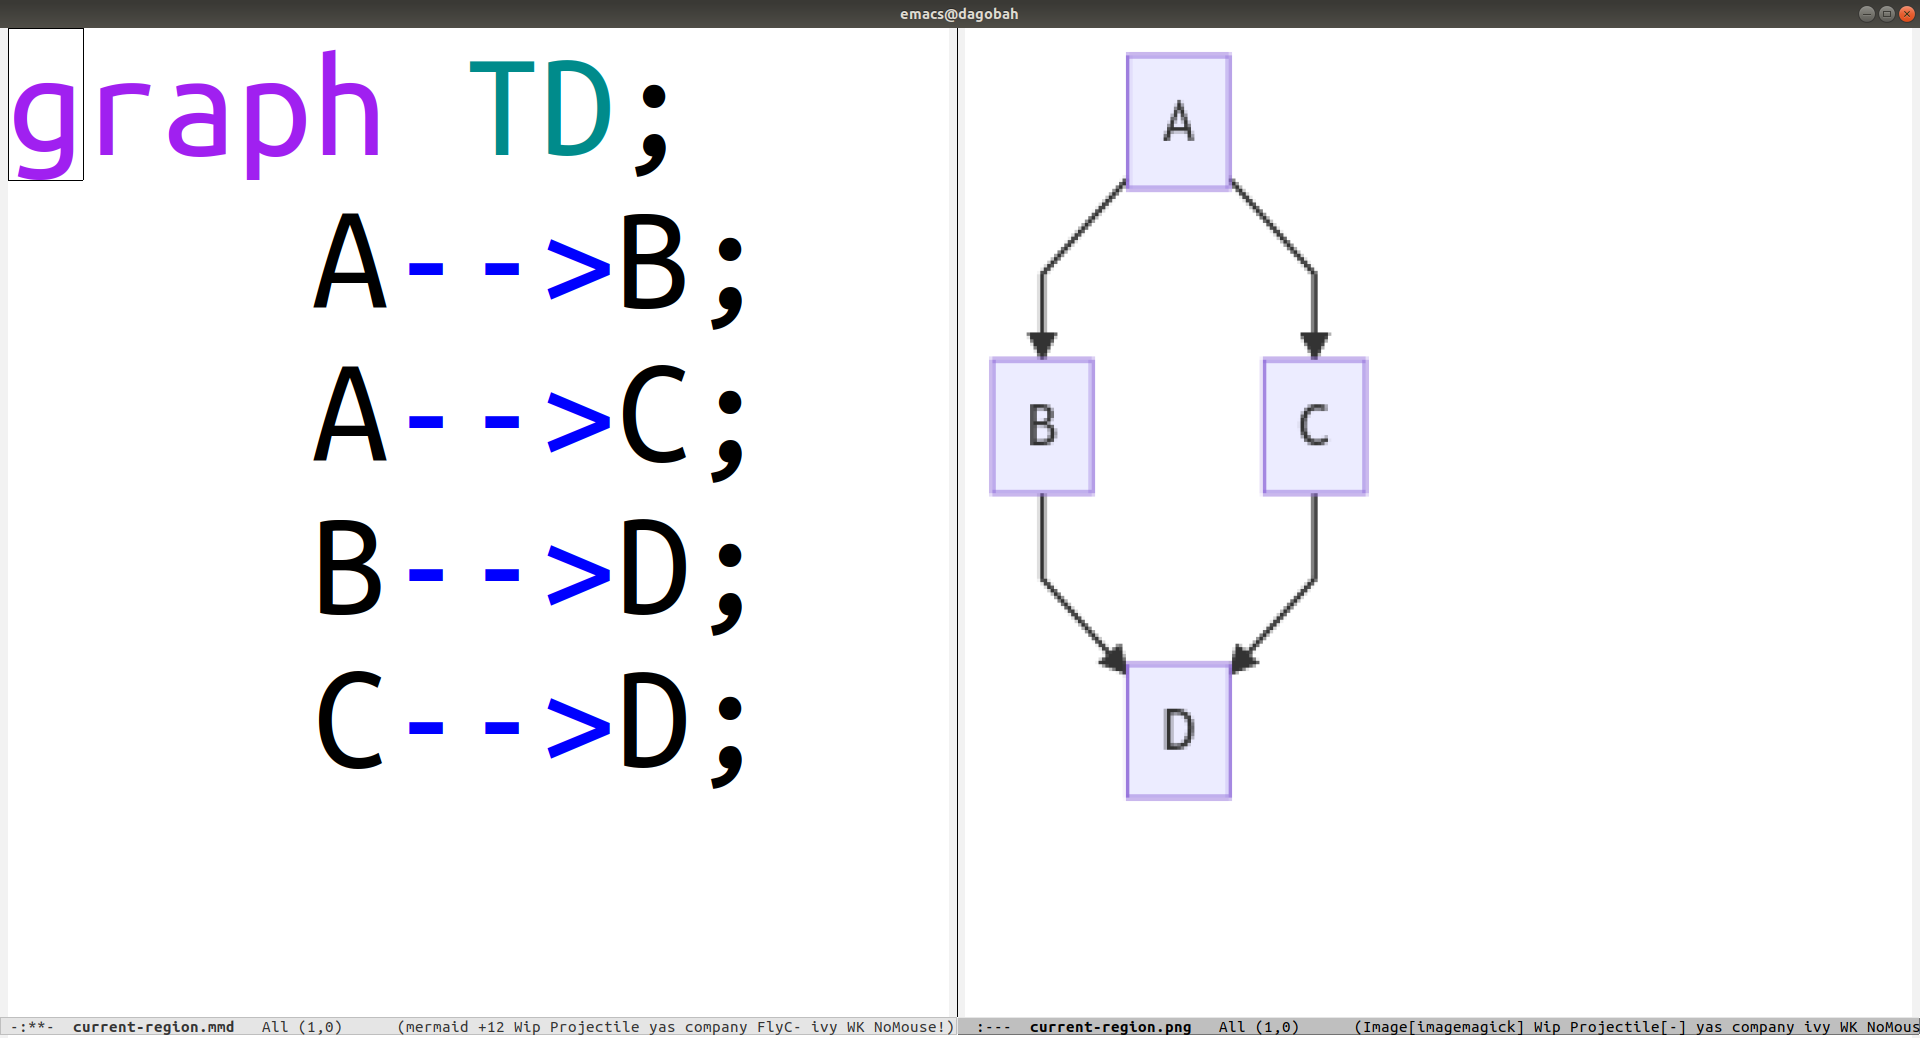 emacs@dagobah
graph TD;
A-->B;
A-->C;
B-->D;
C-->D;
A
B C
D
-:**- current-region.mmd All (1,0) (mermaid +12 Wip Projectile yas company FlyC- ivy WK NoMouse!)
:--- current-region.png All (1,0) (Image[imagemagick] Wip Projectile[-] yas company ivy WK NoMous